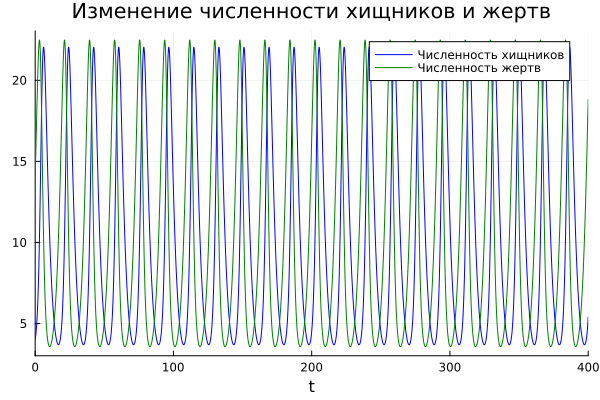 Изменение численности хищников и жертв
Численность хищников
Численность жертв
20
15
10
5
0 100 200 300 400
t